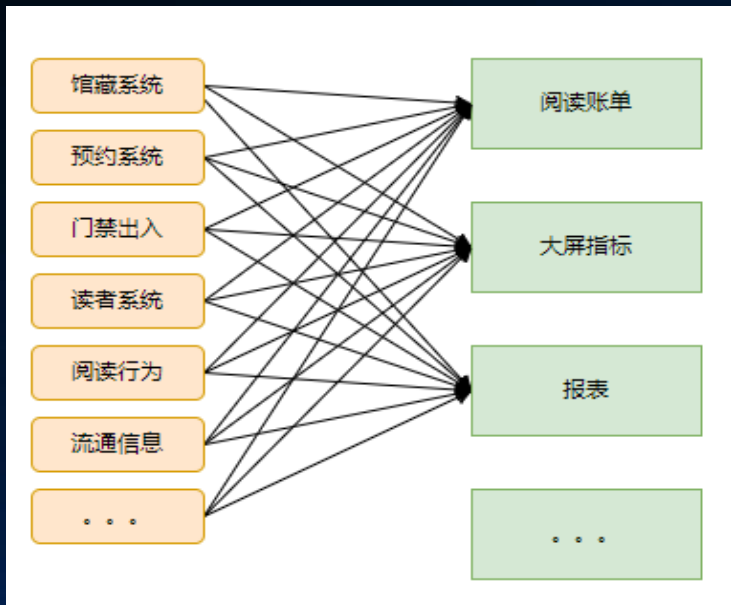 馆藏系统
预约系统
门禁出入
读者系统
阅读行为
流通信息
。。。
阅读账单
大屏指标
报表
。。。